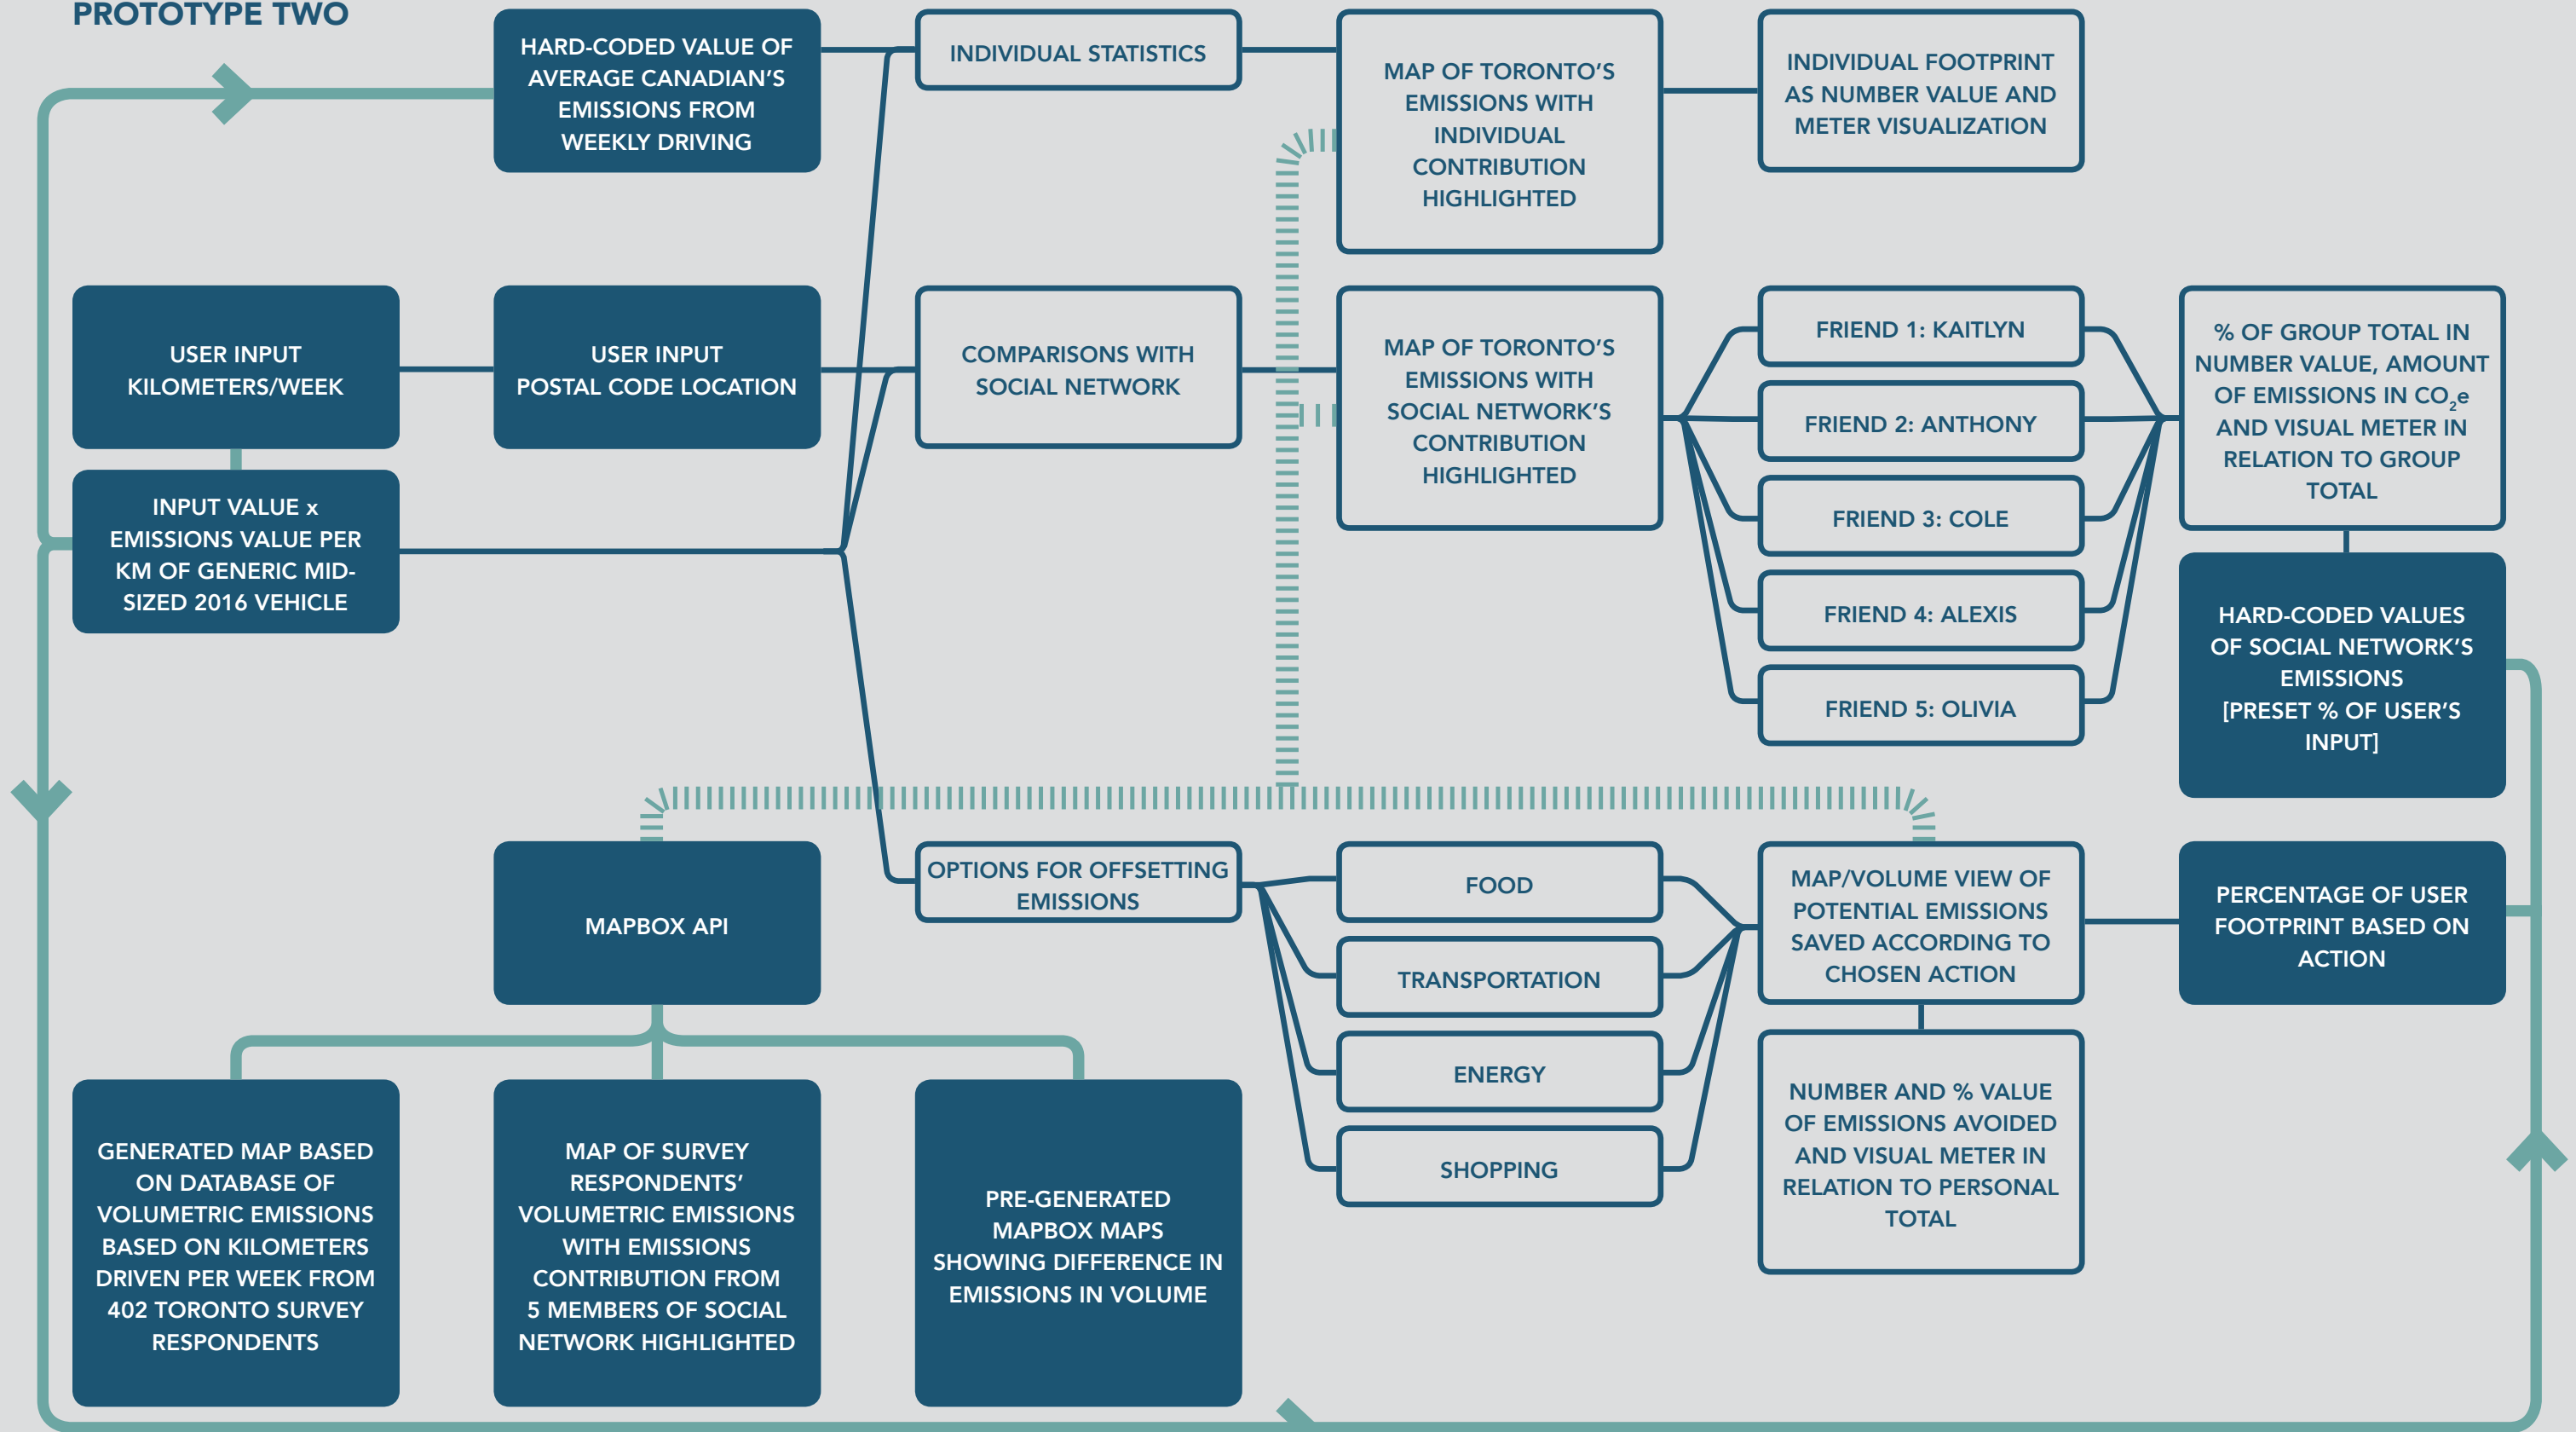 PROTOTYPE TWO
HARD-CODED VALUE OF
AVERAGE CANADIAN'S
EMISSIONS FROM
WEEKLY DRIVING
INDIVIDUAL STATISTICS
MAP OF TORONTO'S
EMISSIONS WITH
INDIVIDUAL
CONTRIBUTION
HIGHLIGHTED
INDIVIDUAL FOOTPRINT
AS NUMBER VALUE AND
METER VISUALIZATION
USER INPUT
KILOMETERS/WEEK
USER INPUT
POSTAL CODE LOCATION
COMPARISONS WITH
SOCIAL NETWORK
MAP OF TORONTO'S
EMISSIONS WITH
SOCIAL NETWORK'S
CONTRIBUTION
HIGHLIGHTED
FRIEND 1: KAITLYN
FRIEND 2: ANTHONY
FRIEND 3: COLE
FRIEND 4: ALEXIS
FRIEND 5: OLIVIA
% OF GROUP TOTAL IN
NUMBER VALUE, AMOUNT
OF EMISSIONS IN CO₂e
AND VISUAL METER IN
RELATION TO GROUP
TOTAL
INPUT VALUE x
EMISSIONS VALUE PER
KM OF GENERIC MID-
SIZED 2016 VEHICLE
HARD-CODED VALUES
OF SOCIAL NETWORK'S
EMISSIONS
[PRESET % OF USER'S
INPUT]
MAPBOX API
OPTIONS FOR OFFSETTING
EMISSIONS
FOOD
TRANSPORTATION
ENERGY
SHOPPING
MAP/VOLUME VIEW OF
POTENTIAL EMISSIONS
SAVED ACCORDING TO
CHOSEN ACTION
PERCENTAGE OF USER
FOOTPRINT BASED ON
ACTION
NUMBER AND % VALUE
OF EMISSIONS AVOIDED
AND VISUAL METER IN
RELATION TO PERSONAL
TOTAL
GENERATED MAP BASED
ON DATABASE OF
VOLUMETRIC EMISSIONS
BASED ON KILOMETERS
DRIVEN PER WEEK FROM
402 TORONTO SURVEY
RESPONDENTS
MAP OF SURVEY
RESPONDENTS'
VOLUMETRIC EMISSIONS
WITH EMISSIONS
CONTRIBUTION FROM
5 MEMBERS OF SOCIAL
NETWORK HIGHLIGHTED
PRE-GENERATED
MAPBOX MAPS
SHOWING DIFFERENCE IN
EMISSIONS IN VOLUME